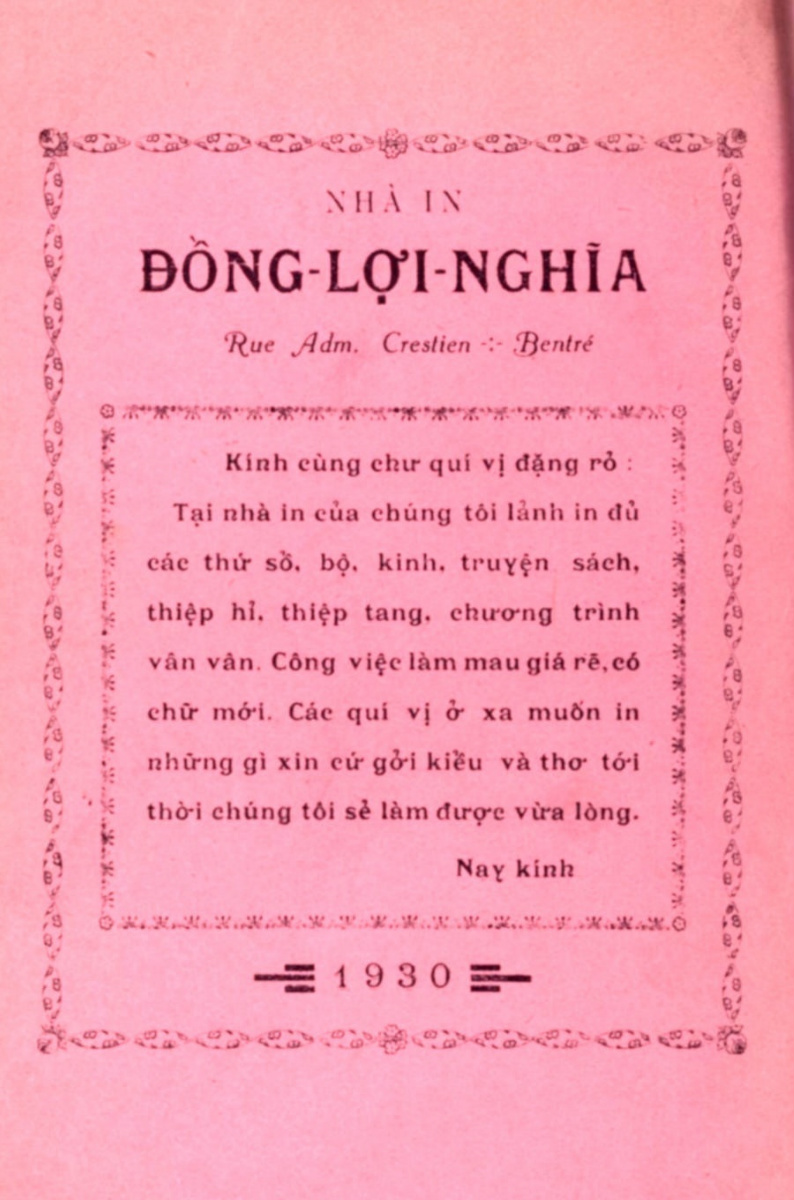 NHÀ IN
ĐỒNG-LỢI-NGHĨA
Rue Adm. Crestien -:- Bentré
Kính cùng chư quí vị đặng rỏ :
Tại nhà in của chúng tôi lảnh in đủ
các thứ sổ, bộ, kinh, truyện sách,
thiệp hỉ, thiệp tang, chương trình
vân vân. Công việc làm mau giá rẽ, có
chữ mới. Các quí vị ở xa muốn in
những gì xin cứ gởi kiểu và thơ tới
thời chúng tôi sẻ làm được vừa lòng.
Nay kính
1930